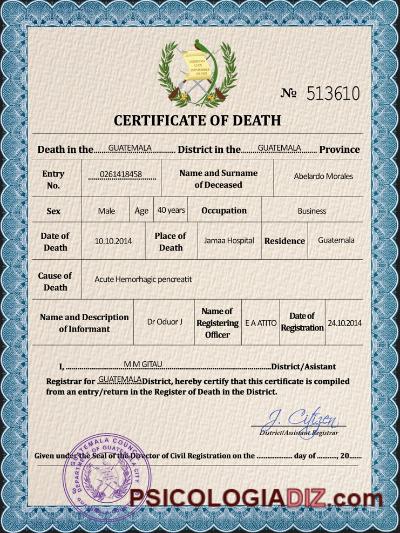 № 513610
CERTIFICATE OF DEATH
Death in the GUATEMALA District in the GUATEMALA Province
Entry No. 0261418458 Name and Surname of Deceased Abelardo Morales
Sex Male Age 40 years Occupation Business
Date of Death 10.10.2014 Place of Death Jamaa Hospital Residence Guatemala
Cause of Death Acute Hemorhagic pencreatit
Name and Description of Informant Dr Oduor J Name of Registering Officer E A ATITO Date of Registration 24.10.2014
I, M M GITAU District/Asistant
Registrar for GUATEMALA District, hereby certify that this certificate is compiled
from an entry/return in the Register of Death in the District.
J. Citizen
District/Assistant Registrar
Given under the Seal of the Director of Civil Registration on the ............... day of ........, 20.....
PSICOLOGIADIZ.com